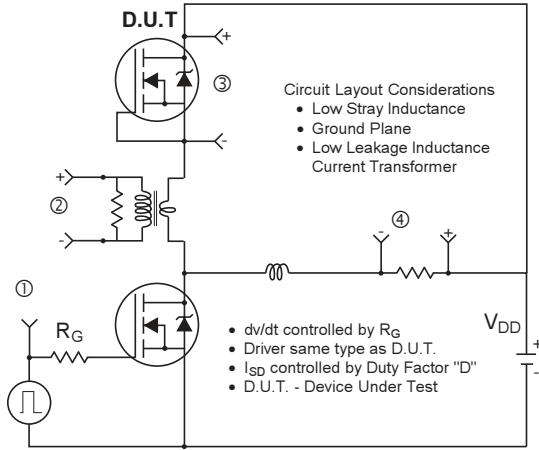 D.U.T
+
③
-
Circuit Layout Considerations
• Low Stray Inductance
• Ground Plane
• Low Leakage Inductance
Current Transformer
+
②
-
④
- +
①
RG
VDD
+
-
• dv/dt controlled by RG
• Driver same type as D.U.T.
• ISD controlled by Duty Factor "D"
• D.U.T. - Device Under Test